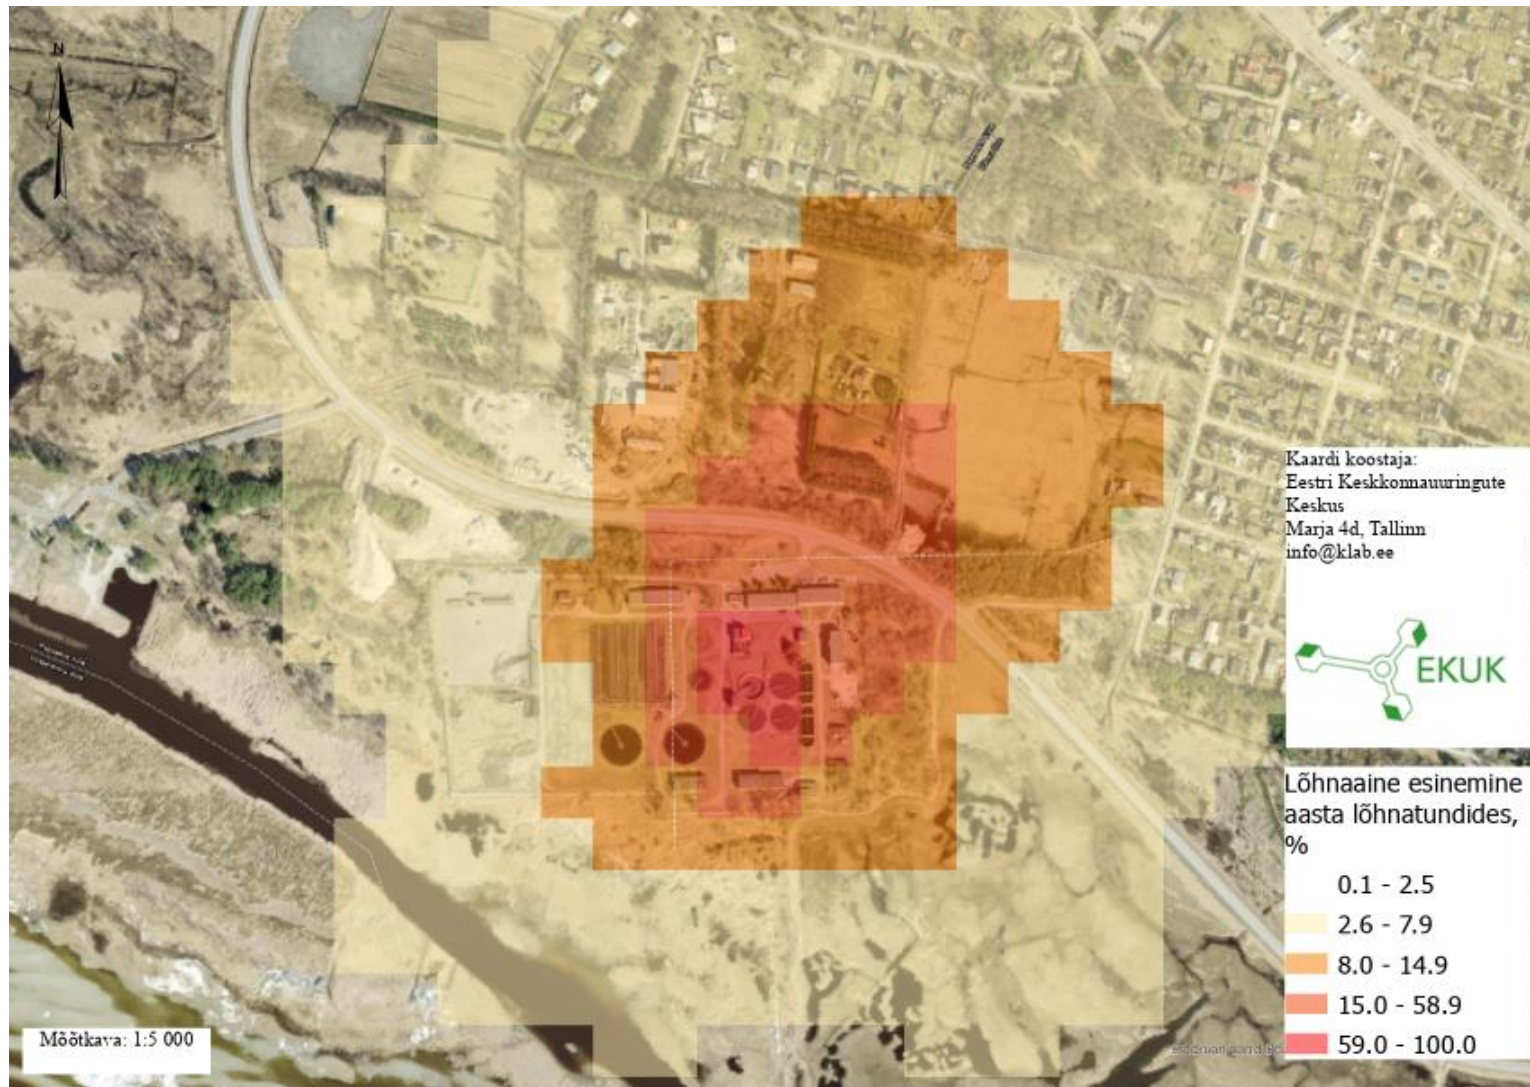 N
Kaardi koostaja:
Eestri Keskkonnauuringute
Keskus
Marja 4d, Tallinn
info@klab.ee
EKUK
Lõhnaaine esinemine
aasta lõhnatundides,
%
0.1 - 2.5
2.6 - 7.9
8.0 - 14.9
15.0 - 58.9
59.0 - 100.0
Mõõtkava: 1:5 000